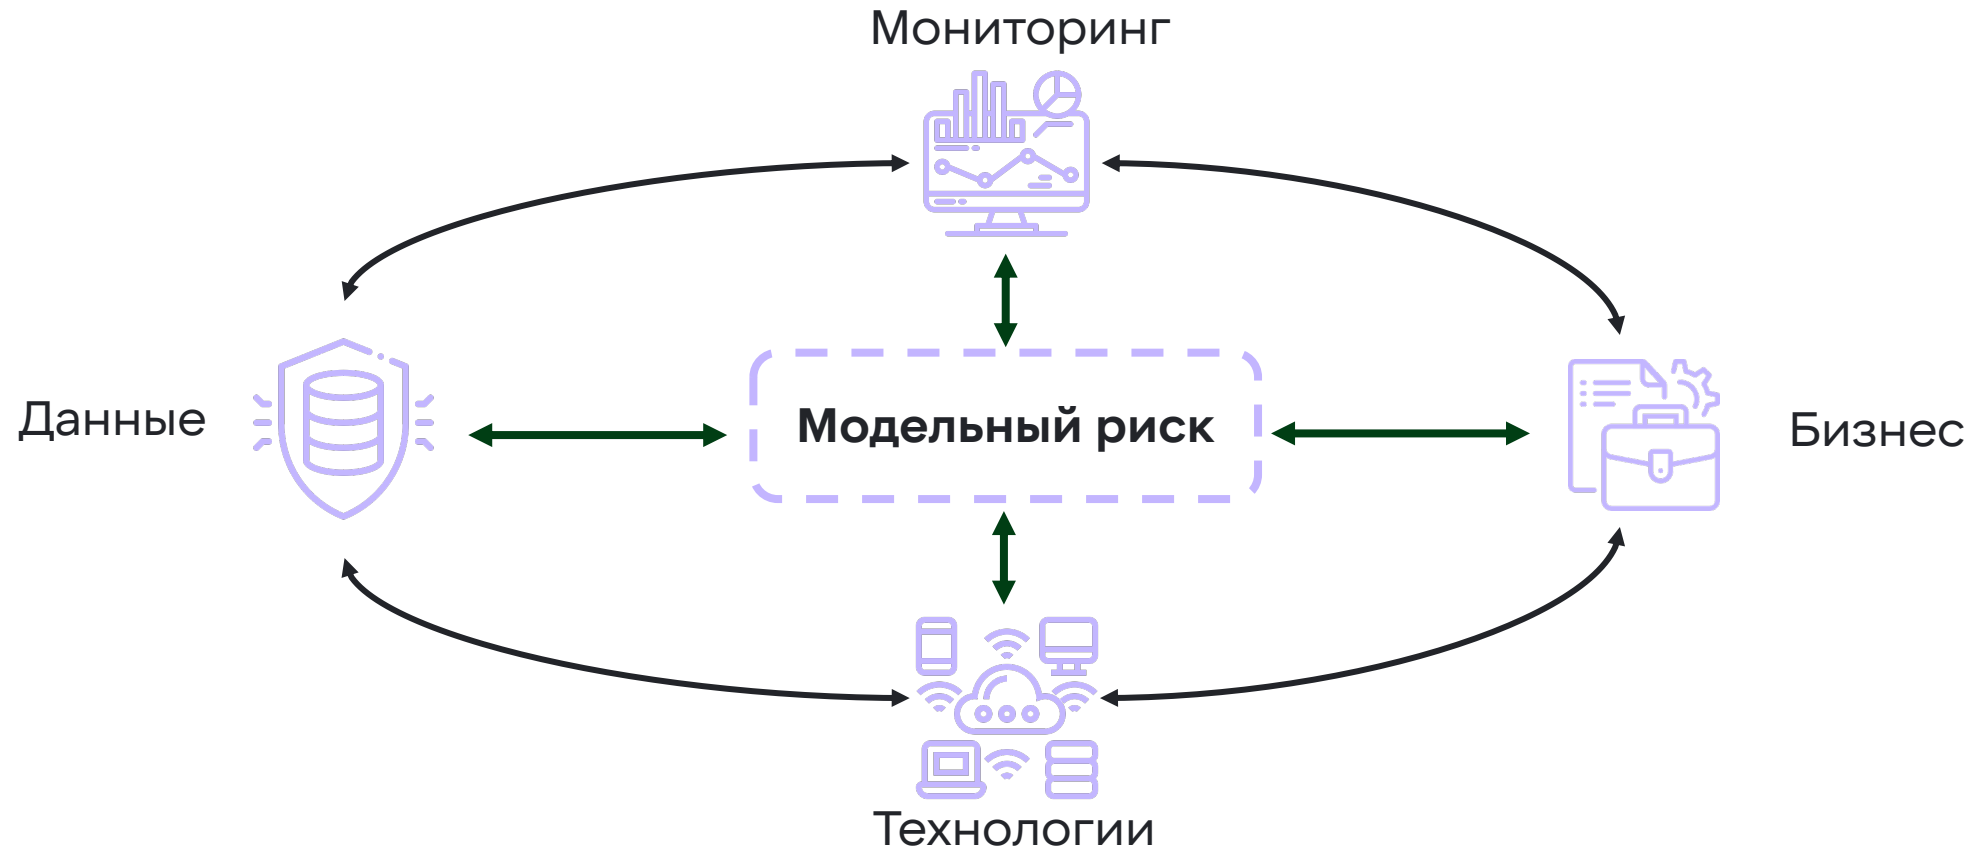 Мониторинг
Данные
Модельный риск
Бизнес
Технологии